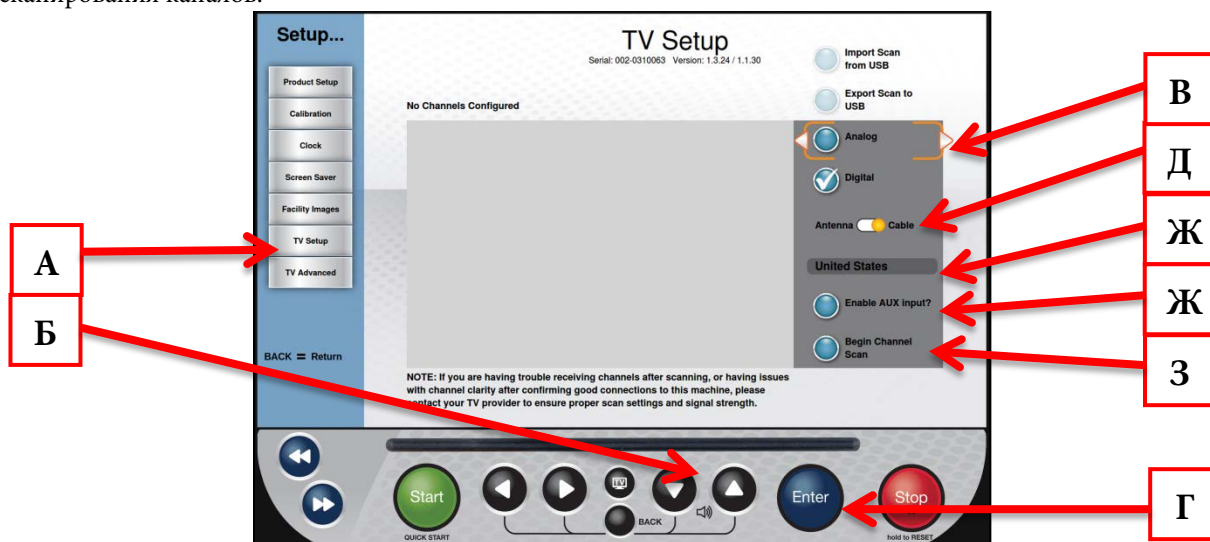 сканирования каналов.
Setup...
Product Setup
Calibration
Clock
Screen Saver
Facility Images
TV Setup
TV Advanced
BACK = Return
TV Setup
Serial: 002-0310063 Version: 1.3.24 / 1.1.30
No Channels Configured
Import Scan
from USB
Export Scan to
USB
Analog
Digital
Antenna Cable
United States
Enable AUX input?
Begin Channel
Scan
NOTE: If you are having trouble receiving channels after scanning, or having issues
with channel clarity after confirming good connections to this machine, please
contact your TV provider to ensure proper scan settings and signal strength.
А
Б
В
Д
Ж
Ж
З
Г
Start
QUICK START
TV
BACK
Enter
Stop
hold to RESET